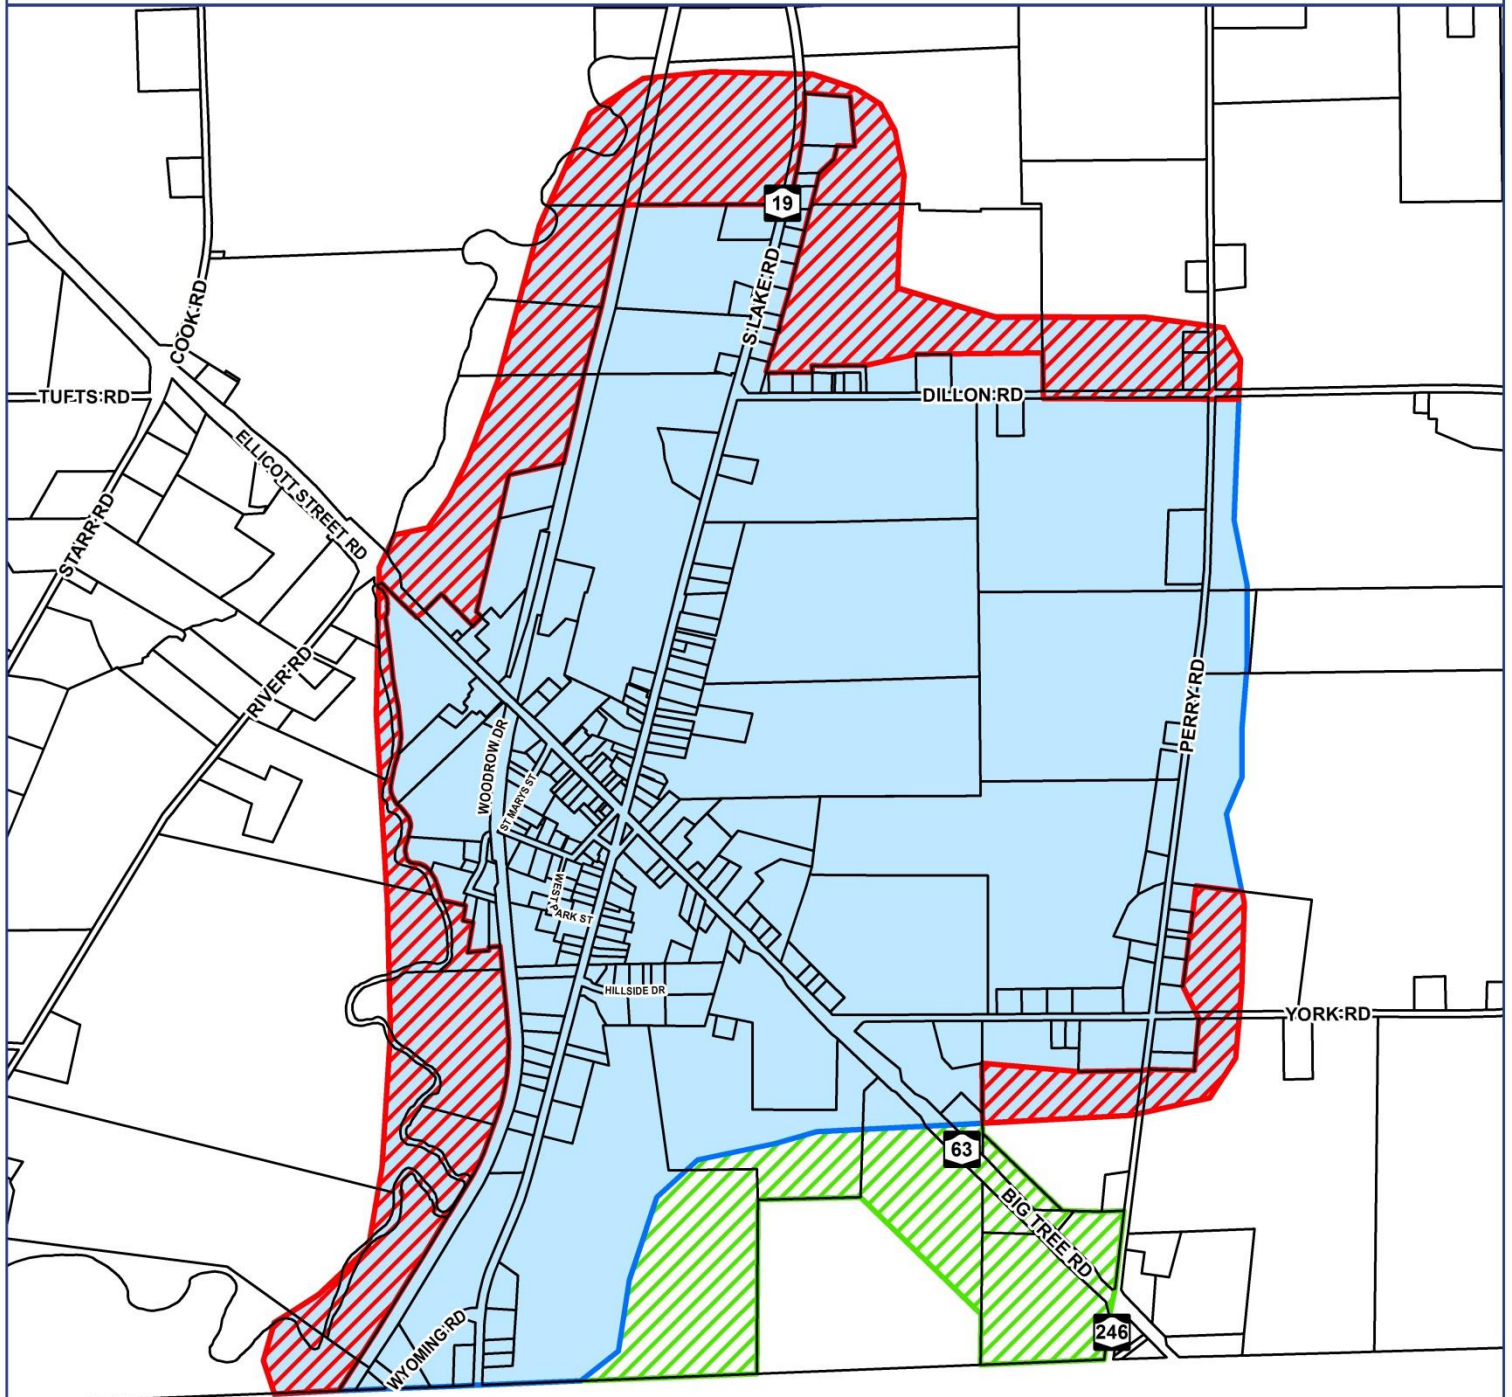 19
COOK RD
S LAKE RD
TUFTS RD
DILLON RD
ELLICOTT STREET RD
STARR RD
RIVER RD
PERRY RD
WOODROW DR
ST MARYS ST
WEST PARK ST
HILLSIDE DR
YORK RD
63
BIG TREE RD
WYOMING RD
246